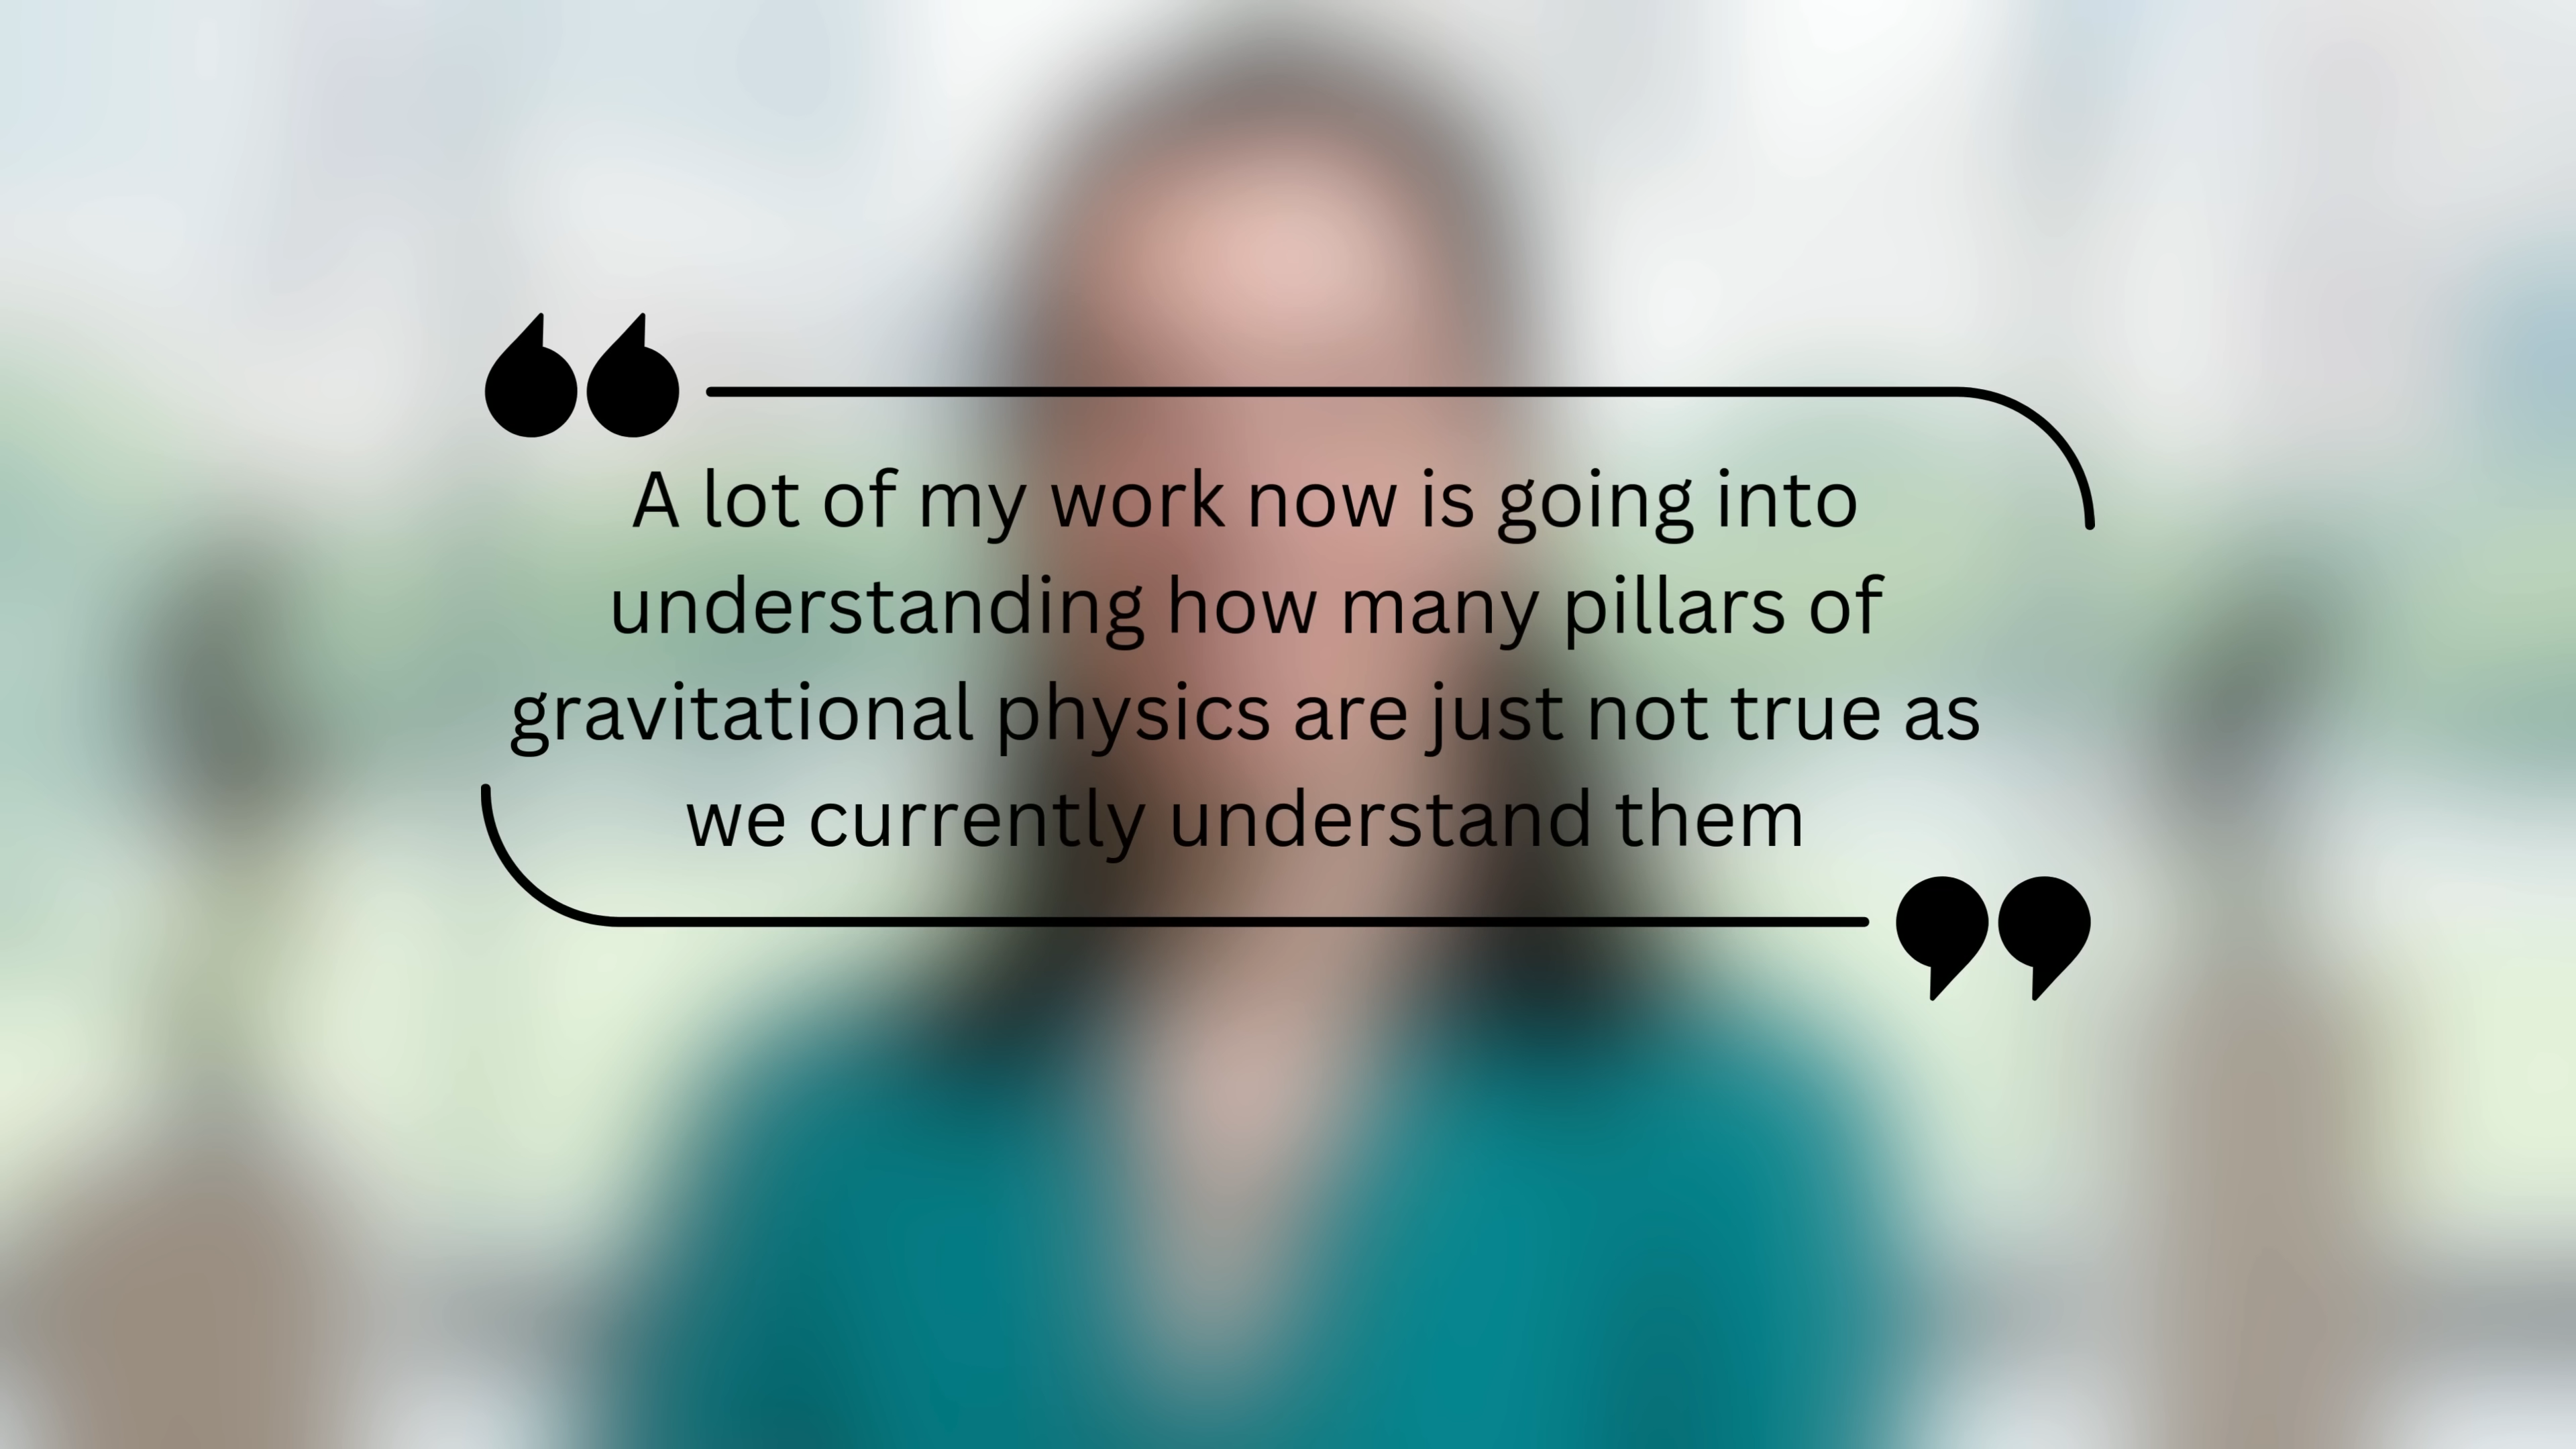 A lot of my work now is going into
understanding how many pillars of
gravitational physics are just not true as
we currently understand them